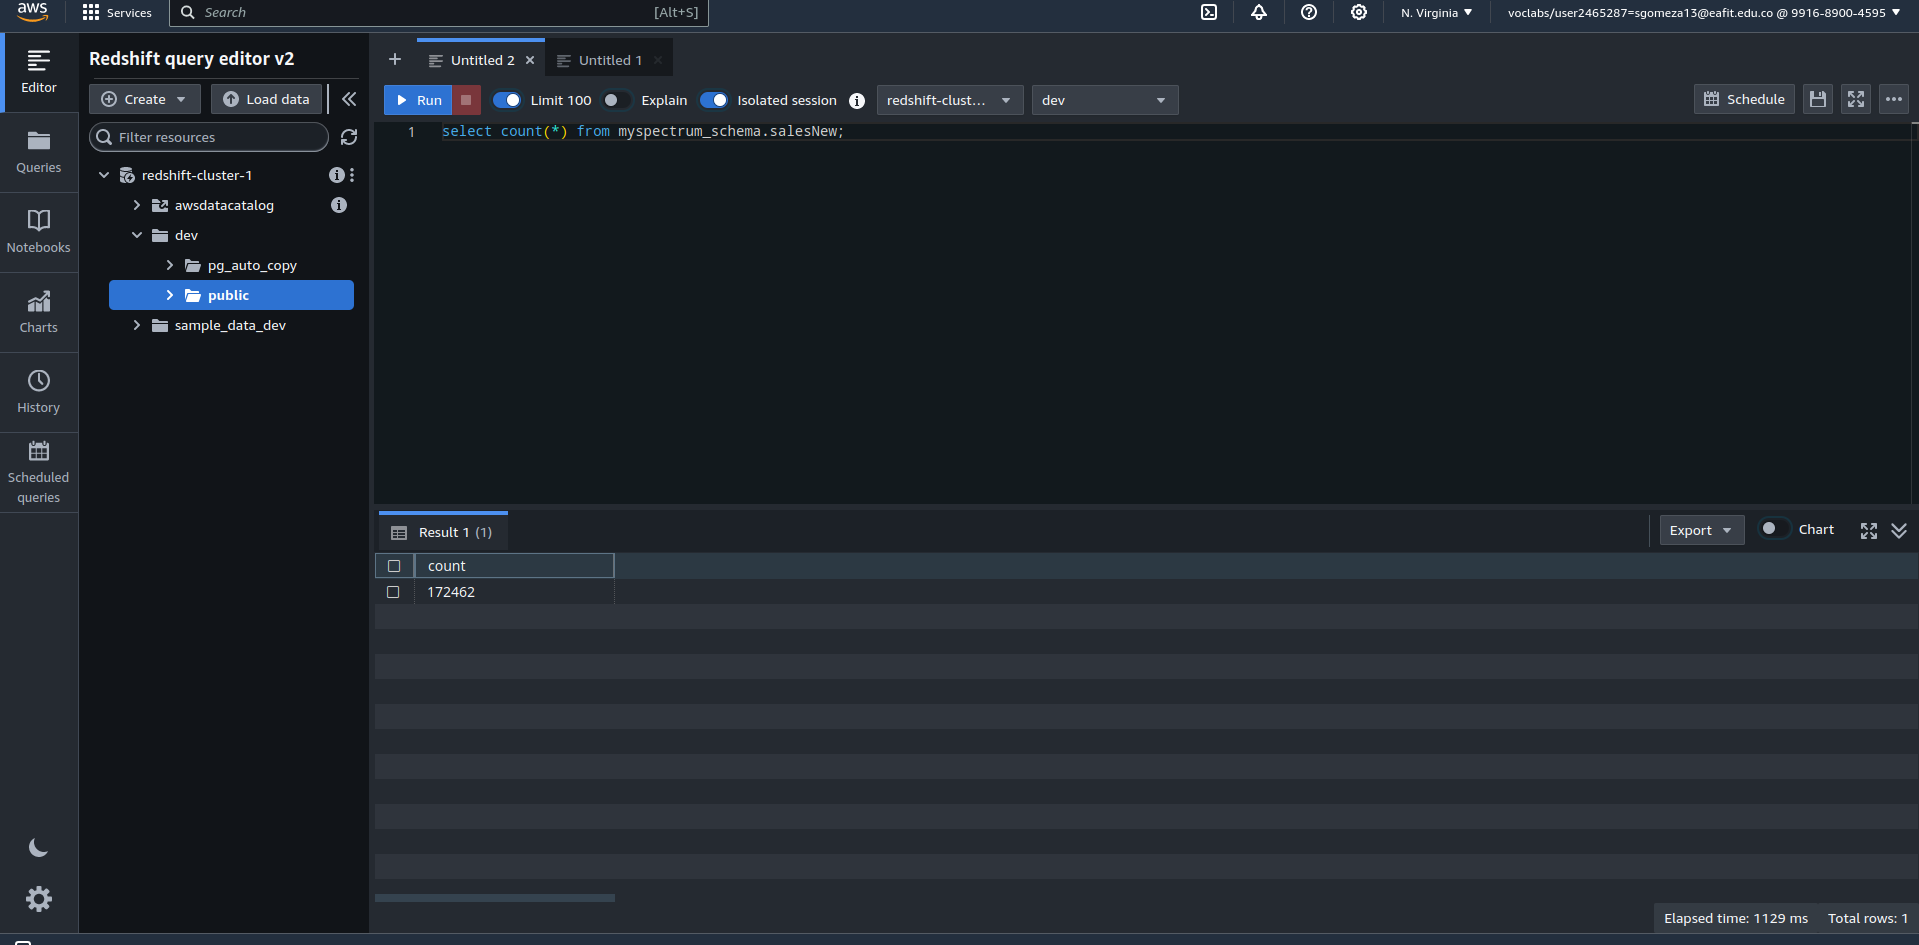 aws
Services
Search
[Alt+S]
N. Virginia
voclabs/user2465287=sgomeza13@eafit.edu.co @ 9916-8900-4595
Editor
Queries
Notebooks
Charts
History
Scheduled
queries
Redshift query editor v2
Create
Load data
Filter resources
redshift-cluster-1
awsdatacatalog
dev
pg_auto_copy
public
sample_data_dev
Untitled 2
Untitled 1
Run
Limit 100
Explain
Isolated session
redshift-clust...
dev
Schedule
1 select count(*) from myspectrum_schema.salesNew;
Result 1 (1)
Export
Chart
count
172462
Elapsed time: 1129 ms
Total rows: 1